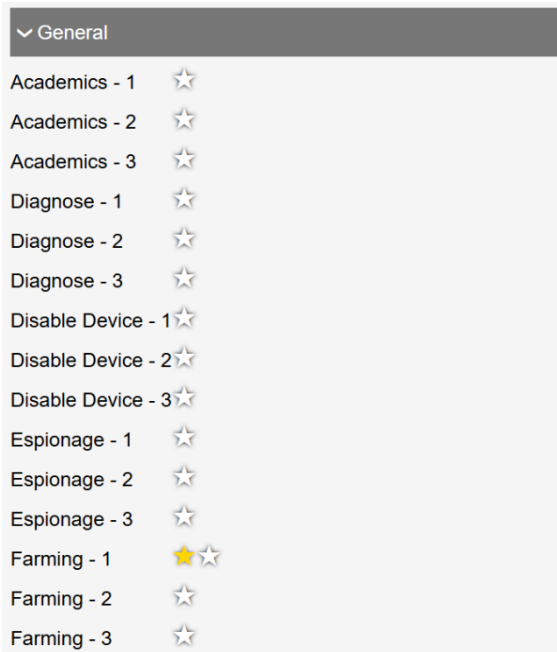 General
Academics - 1
Academics - 2
Academics - 3
Diagnose - 1
Diagnose - 2
Diagnose - 3
Disable Device - 1
Disable Device - 2
Disable Device - 3
Espionage - 1
Espionage - 2
Espionage - 3
Farming - 1
Farming - 2
Farming - 3